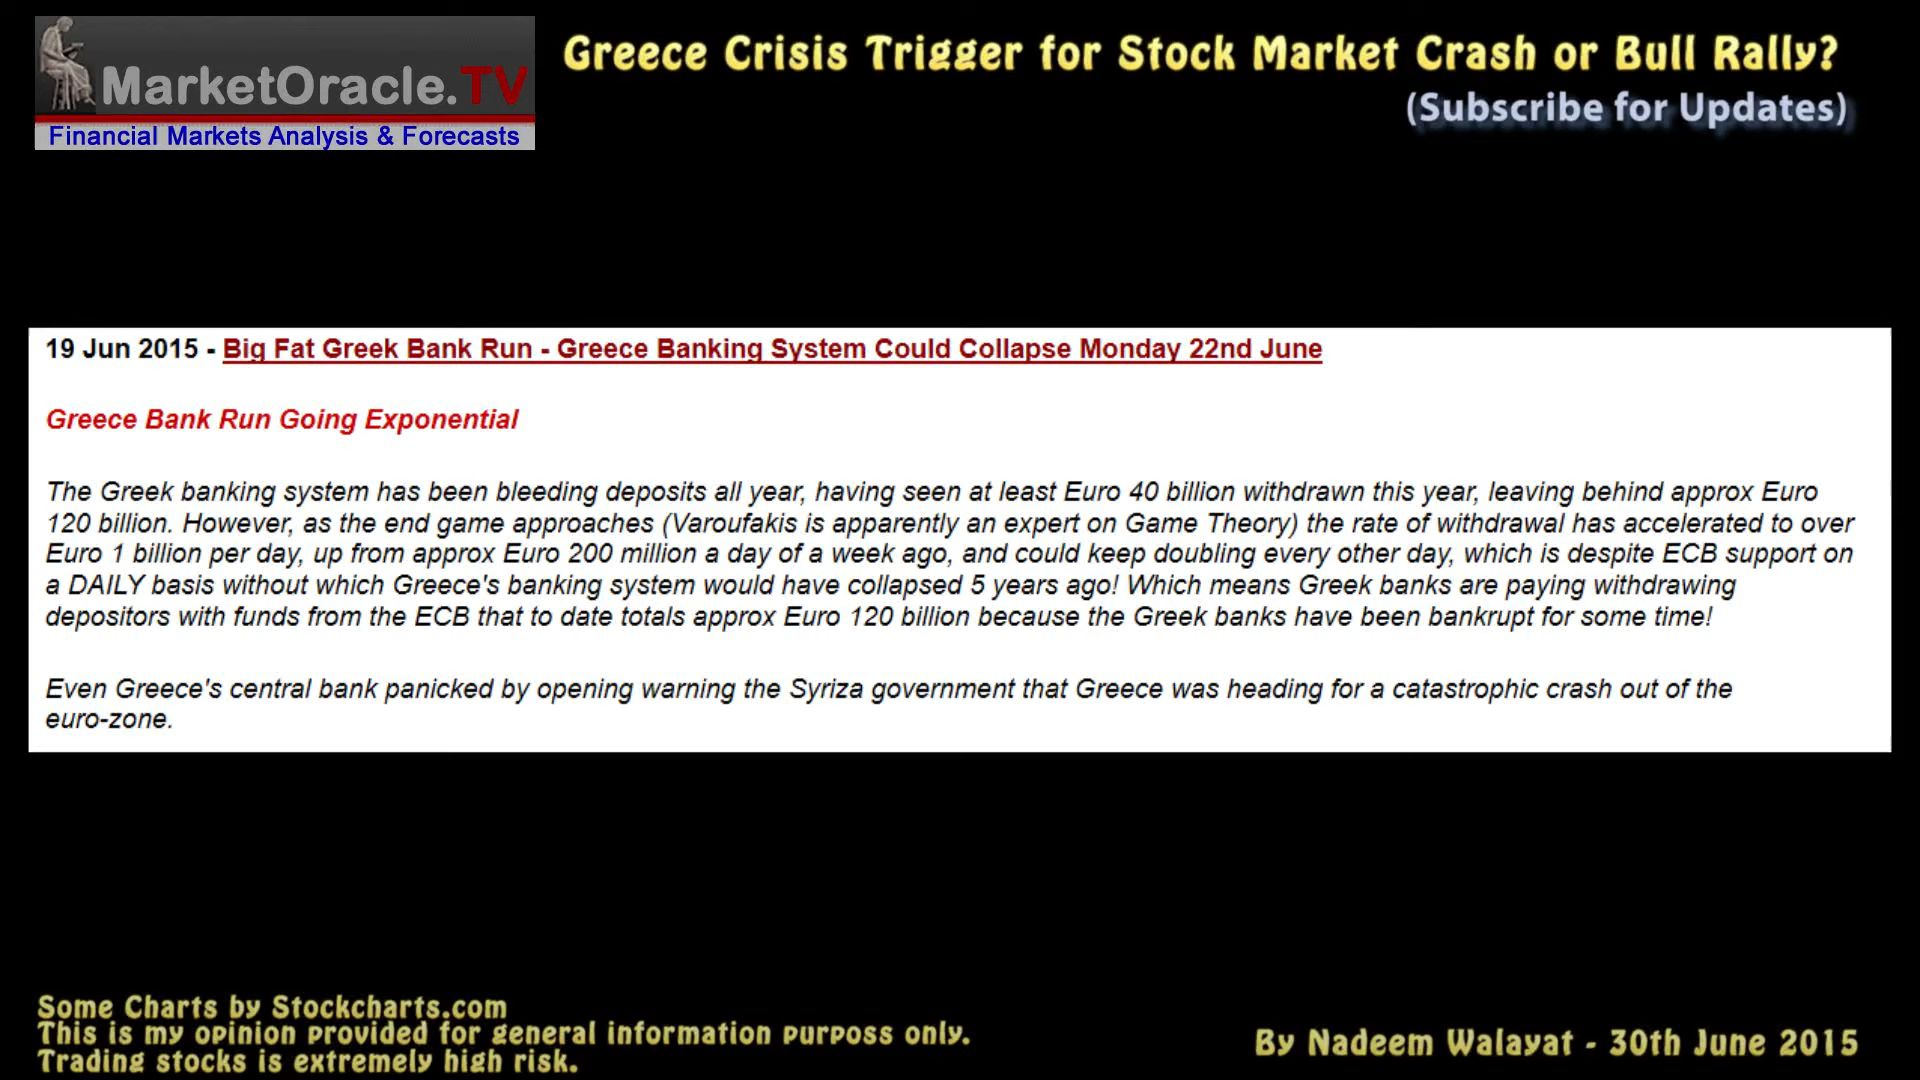 MarketOracle.TV
Financial Markets Analysis & Forecasts
Greece Crisis Trigger for Stock Market Crash or Bull Rally?
(Subscribe for Updates)
19 Jun 2015 - Big Fat Greek Bank Run - Greece Banking System Could Collapse Monday 22nd June
Greece Bank Run Going Exponential
The Greek banking system has been bleeding deposits all year, having seen at least Euro 40 billion withdrawn this year, leaving behind approx Euro
120 billion. However, as the end game approaches (Varoufakis is apparently an expert on Game Theory) the rate of withdrawal has accelerated to over
Euro 1 billion per day, up from approx Euro 200 million a day of a week ago, and could keep doubling every other day, which is despite ECB support on
a DAILY basis without which Greece's banking system would have collapsed 5 years ago! Which means Greek banks are paying withdrawing
depositors with funds from the ECB that to date totals approx Euro 120 billion because the Greek banks have been bankrupt for some time!
Even Greece's central bank panicked by opening warning the Syriza government that Greece was heading for a catastrophic crash out of the
euro-zone.
Some Charts by Stockcharts.com
This is my opinion provided for general information purposs only.
Trading stocks is extremely high risk.
By Nadeem Walayat - 30th June 2015